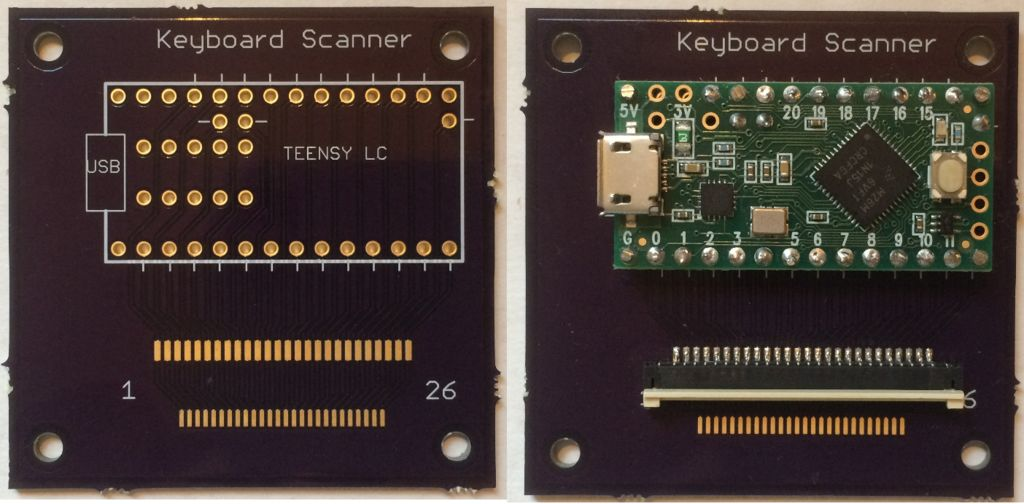 Keyboard Scanner
USB
TEENSY LC
1
26
Keyboard Scanner
5V 3V 20 19 18 17 16 15
G 0 1 2 3 5 6 7 8 9 10 11
6